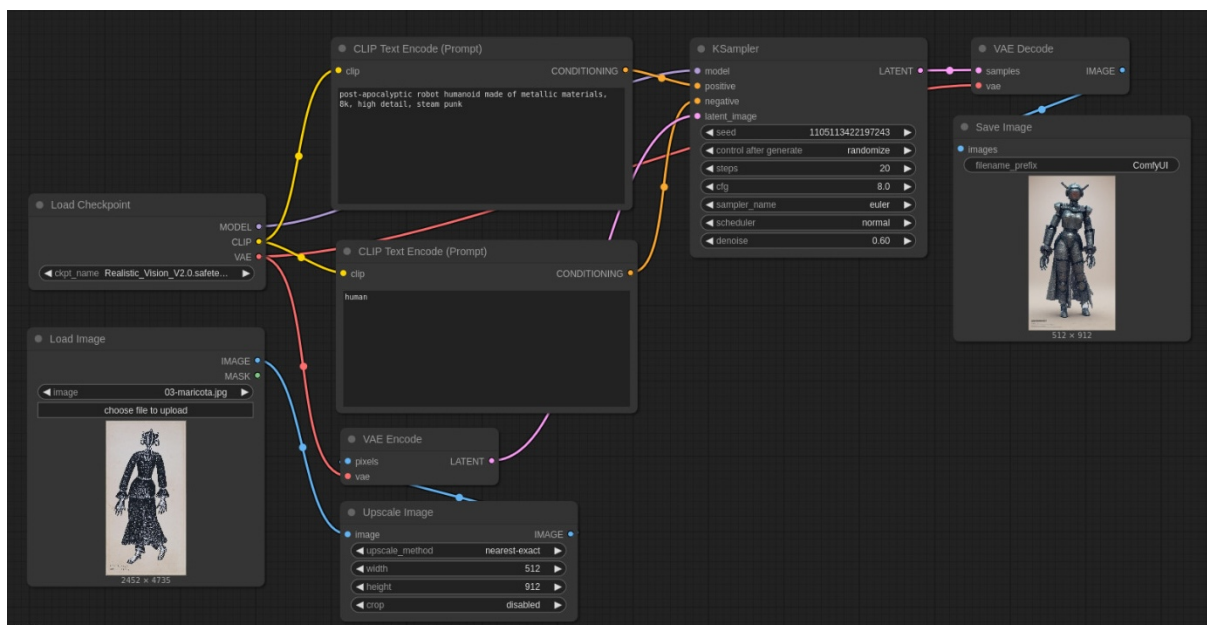 Load Checkpoint
MODEL
CLIP
VAE
ckpt_name Realistic_Vision_V2.0.safete...
Load Image
IMAGE
MASK
image 03-maricota.jpg
choose file to upload
2452 × 4735
CLIP Text Encode (Prompt)
clip CONDITIONING
post-apocalyptic robot humanoid made of metallic materials,
8k, high detail, steam punk
CLIP Text Encode (Prompt)
clip CONDITIONING
human
VAE Encode
pixels LATENT
vae
Upscale Image
image IMAGE
upscale_method nearest-exact
width 512
height 912
crop disabled
KSampler
model LATENT
positive
negative
latent_image
seed 1105113422197243
control after generate randomize
steps 20
cfg 8.0
sampler_name euler
scheduler normal
denoise 0.60
VAE Decode
samples IMAGE
vae
Save Image
images
filename_prefix ComfyUI
512 × 912